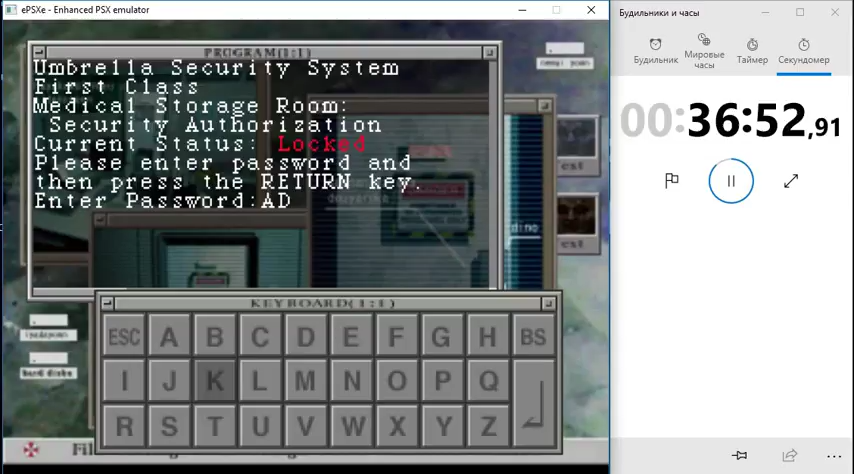 ePSXe - Enhanced PSX emulator
PROGRAM(1:1)
Umbrella Security System
First Class
Medical Storage Room:
Security Authorization
Current Status: Locked
Please enter password and
then press the RETURN key.
Enter Password:AD
KEYBOARD(1:1)
ESC A B C D E F G H BS
I J K L M N O P Q
R S T U V W X Y Z
Будильники и часы
Будильник
Мировые часы
Таймер
Секундомер
00:36:52,91